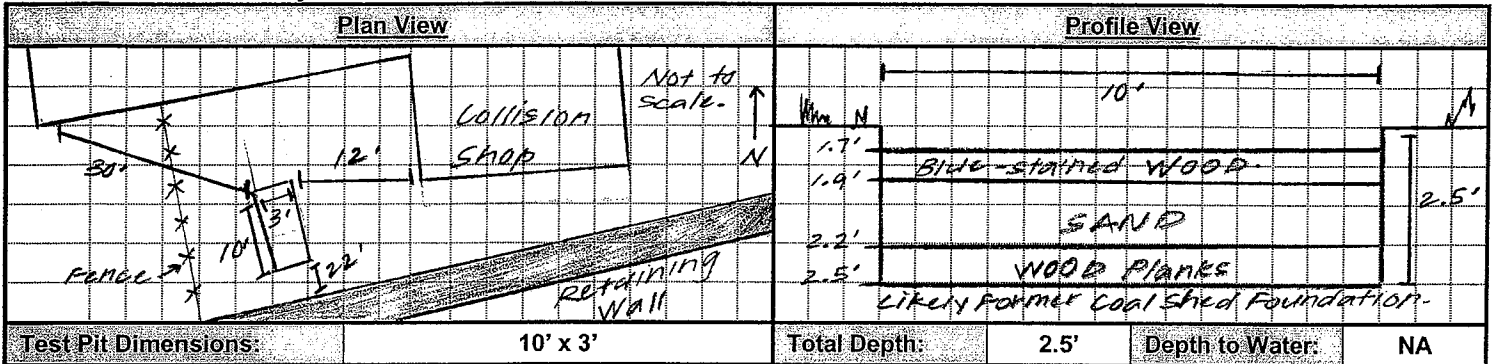 Plan View
Profile View
Not to
scale.
N
Collision
Shop
30'
12'
3'
10'
22'
Fence
Retaining
Wall
10'
N
1.7'
Blue-stained WOOD
1.9'
SAND
2.5'
2.2'
WOOD Planks
2.5'
Likely Former Coal Shed Foundation.
Test Pit Dimensions:
10' x 3'
Total Depth:
2.5'
Depth to Water:
NA